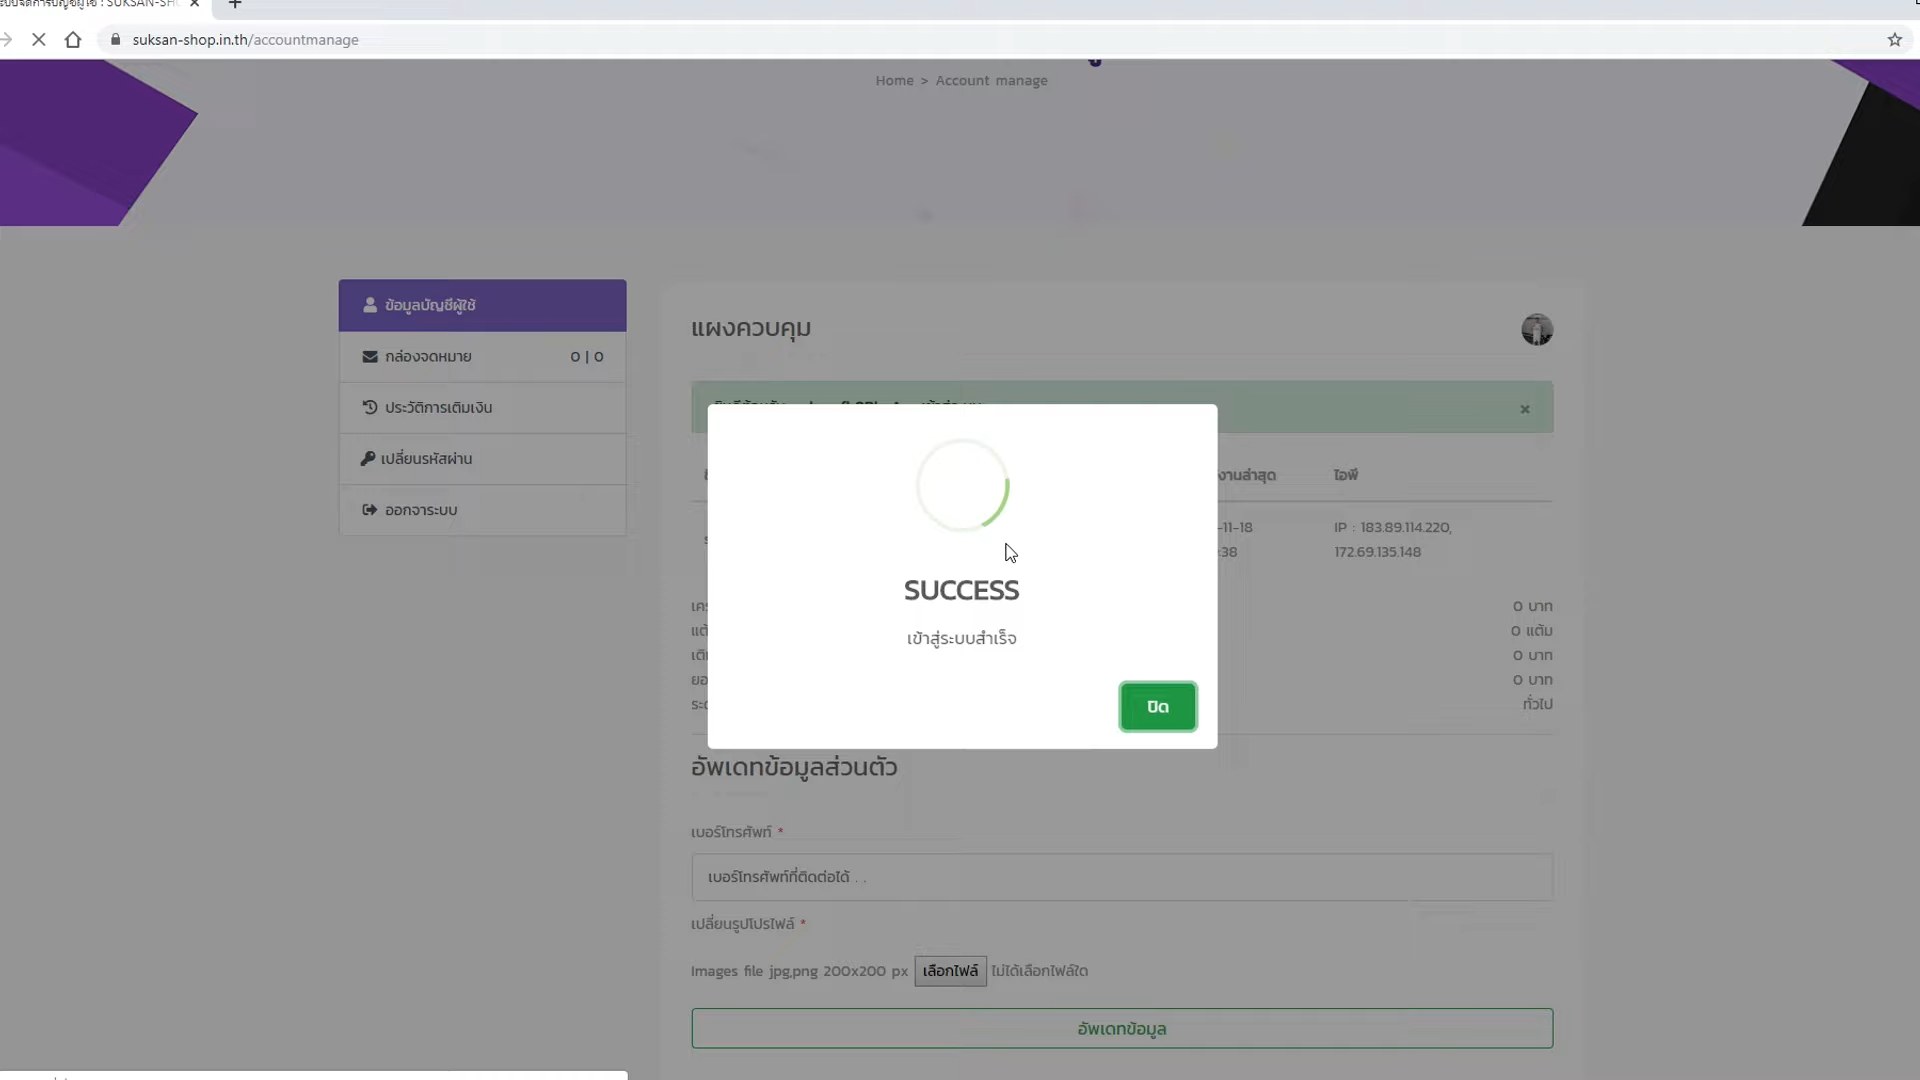 SUKSAN-SH
suksan-shop.in.th/accountmanage
Home > Account manage
ข้อมูลบัญชีผู้ใช้
กล่องจดหมาย 0 | 0
ประวัติการเติมเงิน
เปลี่ยนรหัสผ่าน
ออกจาระบบ
แผงควบคุม
×
งานล่าสุด ไอพี
-11-18 IP : 183.89.114.220,
:38 172.69.135.148
0 บาท
0 แต้ม
0 บาท
0 บาท
ทั่วไป
SUCCESS
เข้าสู่ระบบสำเร็จ
ปิด
อัพเดทข้อมูลส่วนตัว
เบอร์โทรศัพท์ *
เบอร์โทรศัพท์ที่ติดต่อได้ . .
เปลี่ยนรูปโปรไฟล์ *
Images file jpg,png 200x200 px เลือกไฟล์ ไม่ได้เลือกไฟล์ใด
อัพเดทข้อมูล